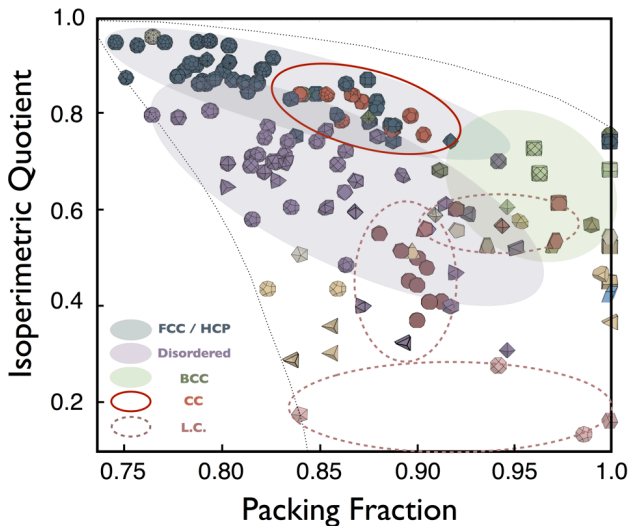 Isoperimetric Quotient
1.0
0.8
0.6
0.4
0.2
FCC / HCP
Disordered
BCC
CC
L.C.
0.75 0.80 0.85 0.90 0.95 1.0
Packing Fraction